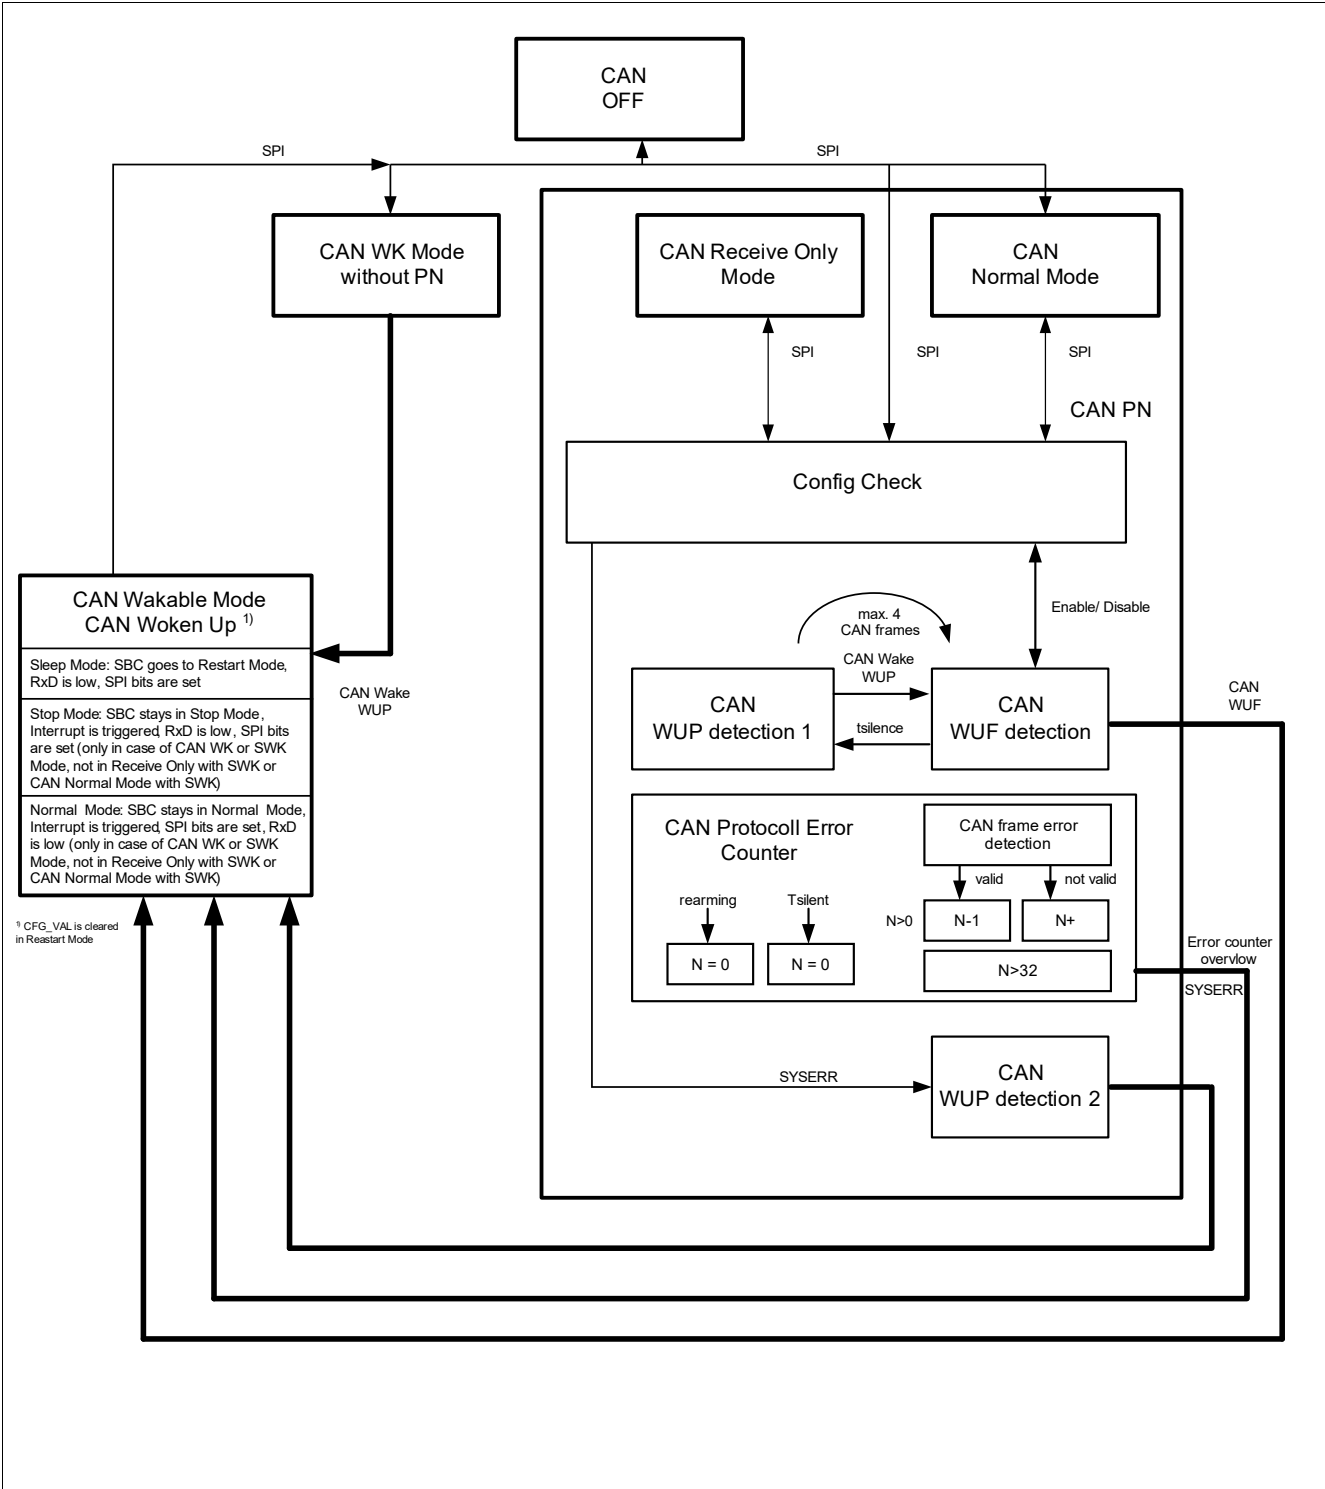 CAN
OFF
SPI
SPI
CAN WK Mode
without PN
CAN Receive Only
Mode
CAN
Normal Mode
SPI
SPI
SPI
CAN PN
Config Check
CAN Wakable Mode
CAN Woken Up 1)
Sleep Mode: SBC goes to Restart Mode,
RxD is low, SPI bits are set
Stop Mode: SBC stays in Stop Mode,
Interrupt is triggered, RxD is low, SPI bits
are set (only in case of CAN WK or SWK
Mode, not in Receive Only with SWK or
CAN Normal Mode with SWK)
Normal Mode: SBC stays in Normal Mode,
Interrupt is triggered, SPI bits are set, RxD
is low (only in case of CAN WK or SWK
Mode, not in Receive Only with SWK or
CAN Normal Mode with SWK)
1) CFG_VAL is cleared
in Reastart Mode
CAN Wake
WUP
Enable/ Disable
max. 4
CAN frames
CAN Wake
WUP
tsilence
CAN
WUP detection 1
CAN
WUF detection
CAN
WUF
CAN Protocoll Error
Counter
rearming
N = 0
Tsilent
N = 0
CAN frame error
detection
valid
not valid
N>0
N-1
N+
N>32
Error counter
overvlow
SYSERR
SYSERR
CAN
WUP detection 2